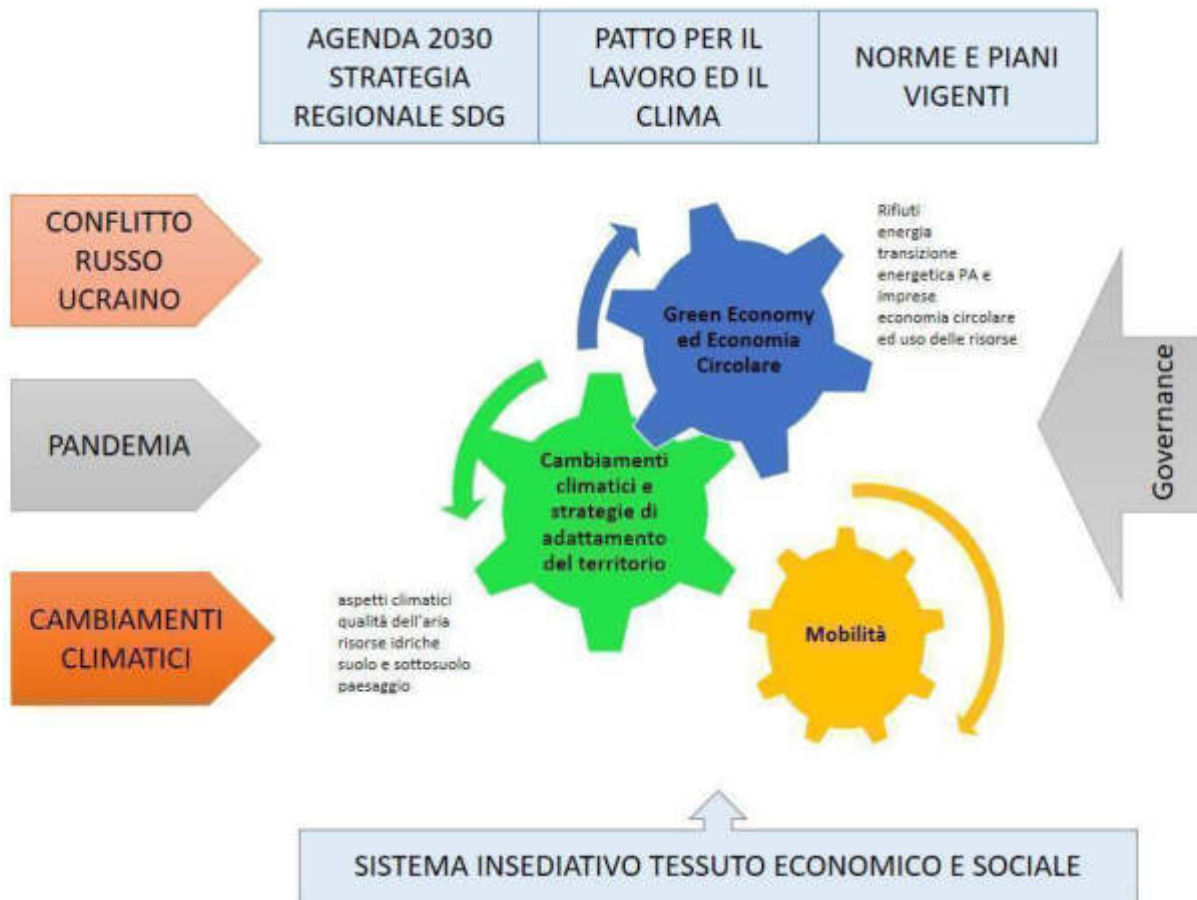 AGENDA 2030
STRATEGIA
REGIONALE SDG
PATTO PER IL
LAVORO ED IL
CLIMA
NORME E PIANI
VIGENTI
CONFLITTO
RUSSO
UCRAINO
PANDEMIA
CAMBIAMENTI
CLIMATICI
Green Economy
ed Economia
Circolare
Rifiuti
energia
transizione
energetica PA e
imprese
economia circolare
ed uso delle risorse
Cambiamenti
climatici e
strategie di
adattamento
del territorio
aspetti climatici
qualità dell'aria
risorse idriche
suolo e sottosuolo
paesaggio
Mobilità
Governance
SISTEMA INSEDIATIVO TESSUTO ECONOMICO E SOCIALE